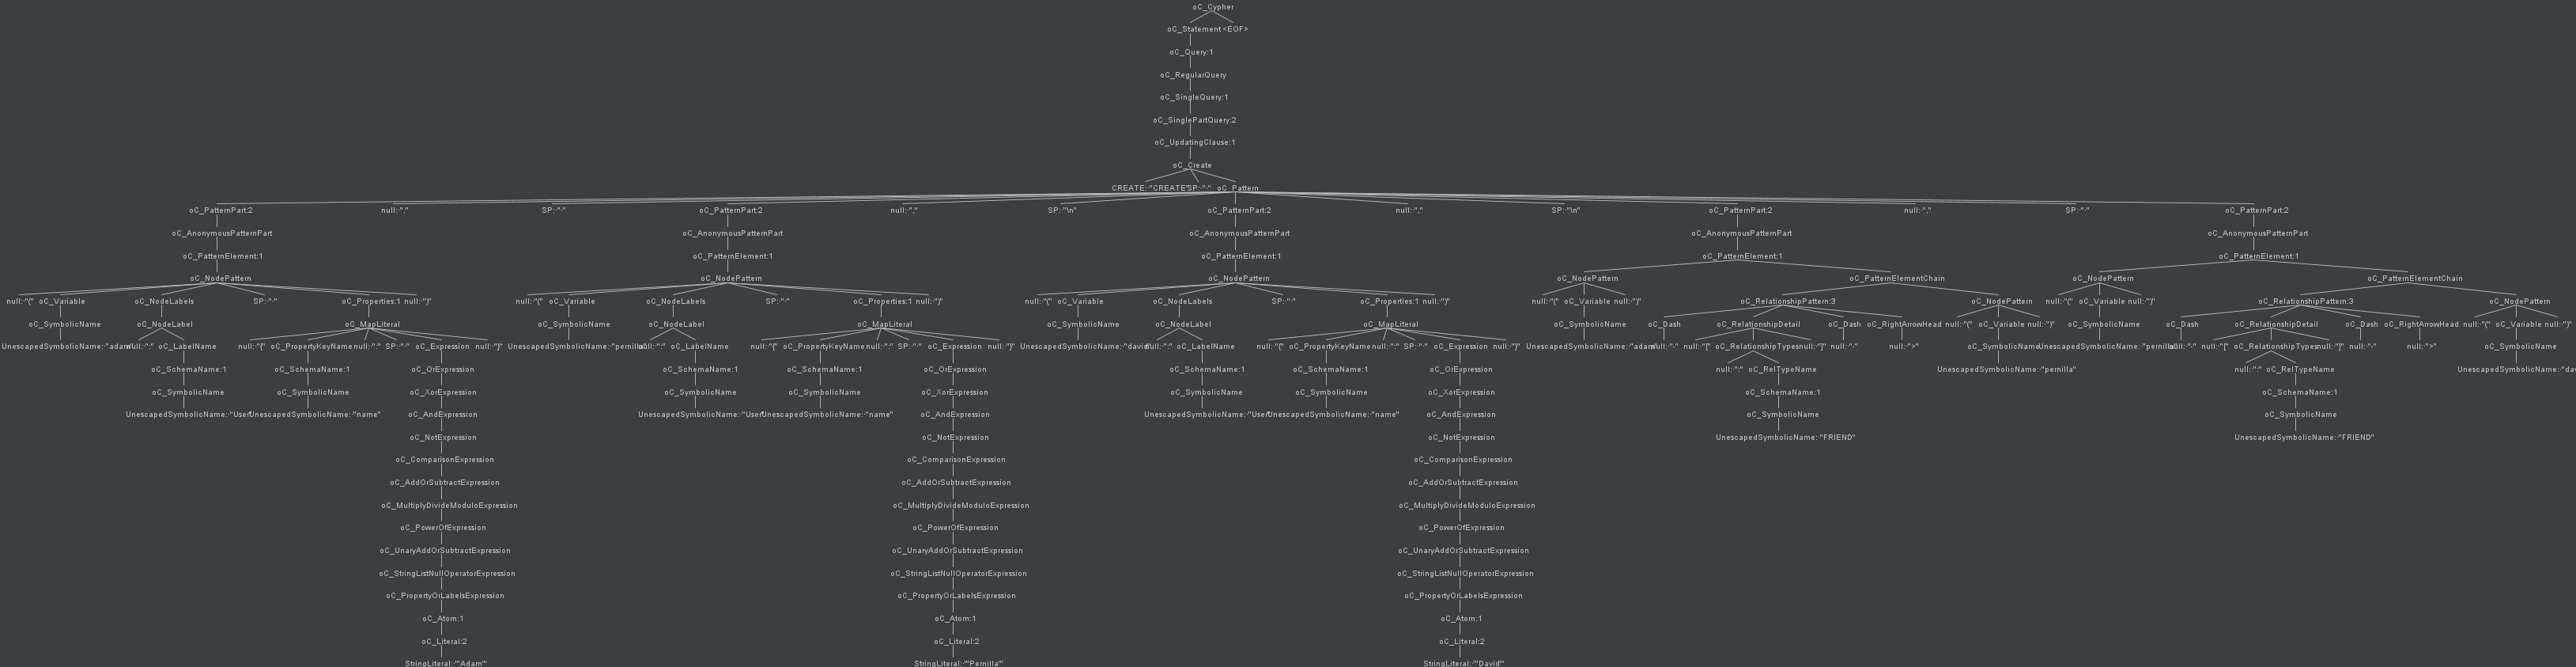 oC_Cypher
oC_Statement <EOF>
oC_Query:1
oC_RegularQuery
oC_SingleQuery:1
oC_SinglePartQuery:2
oC_UpdatingClause:1
oC_Create
CREATE: "CREATE" SP: "·" oC_Pattern
oC_PatternPart:2 null: "," SP: "·" oC_PatternPart:2 null: "," SP: "\n" oC_PatternPart:2 null: "," SP: "\n" oC_PatternPart:2 null: "," SP: "·" oC_PatternPart:2
oC_AnonymousPatternPart oC_AnonymousPatternPart oC_AnonymousPatternPart oC_AnonymousPatternPart oC_AnonymousPatternPart
oC_PatternElement:1 oC_PatternElement:1 oC_PatternElement:1 oC_PatternElement:1 oC_PatternElement:1
oC_NodePattern oC_NodePattern oC_NodePattern oC_NodePattern oC_PatternElementChain oC_NodePattern oC_PatternElementChain
null: "(" oC_Variable oC_NodeLabels SP: "·" oC_Properties:1 null: ")" null: "(" oC_Variable oC_NodeLabels SP: "·" oC_Properties:1 null: ")" null: "(" oC_Variable oC_NodeLabels SP: "·" oC_Properties:1 null: ")" null: "(" oC_Variable null: ")" oC_RelationshipPattern:3 oC_NodePattern null: "(" oC_Variable null: ")" oC_RelationshipPattern:3 oC_NodePattern
oC_SymbolicName oC_NodeLabel oC_MapLiteral oC_SymbolicName oC_NodeLabel oC_MapLiteral oC_SymbolicName oC_NodeLabel oC_MapLiteral oC_SymbolicName oC_Dash oC_RelationshipDetail oC_Dash oC_RightArrowHead null: "(" oC_Variable null: ")" oC_SymbolicName oC_Dash oC_RelationshipDetail oC_Dash oC_RightArrowHead null: "(" oC_Variable null: ")"
UnescapedSymbolicName: "adam" null: ":" oC_LabelName null: "{" oC_PropertyKeyName null: ":" SP: "·" oC_Expression null: "}" UnescapedSymbolicName: "pernilla" null: ":" oC_LabelName null: "{" oC_PropertyKeyName null: ":" SP: "·" oC_Expression null: "}" UnescapedSymbolicName: "david" null: ":" oC_LabelName null: "{" oC_PropertyKeyName null: ":" SP: "·" oC_Expression null: "}" UnescapedSymbolicName: "adam" null: "-" null: "[" oC_RelationshipTypes null: "]" null: "-" null: ">" oC_SymbolicName UnescapedSymbolicName: "pernilla" null: "-" null: "[" oC_RelationshipTypes null: "]" null: "-" null: ">" oC_SymbolicName
oC_SchemaName:1 oC_SchemaName:1 oC_OrExpression oC_SchemaName:1 oC_SchemaName:1 oC_OrExpression oC_SchemaName:1 oC_SchemaName:1 oC_OrExpression null: ":" oC_RelTypeName UnescapedSymbolicName: "pernilla" null: ":" oC_RelTypeName UnescapedSymbolicName: "dav
oC_SymbolicName oC_SymbolicName oC_XorExpression oC_SymbolicName oC_SymbolicName oC_XorExpression oC_SymbolicName oC_SymbolicName oC_XorExpression oC_SchemaName:1 oC_SchemaName:1
UnescapedSymbolicName: "User" UnescapedSymbolicName: "name" oC_AndExpression UnescapedSymbolicName: "User" UnescapedSymbolicName: "name" oC_AndExpression UnescapedSymbolicName: "User" UnescapedSymbolicName: "name" oC_AndExpression oC_SymbolicName oC_SymbolicName
oC_NotExpression oC_NotExpression oC_NotExpression UnescapedSymbolicName: "FRIEND" UnescapedSymbolicName: "FRIEND"
oC_ComparisonExpression oC_ComparisonExpression oC_ComparisonExpression
oC_AddOrSubtractExpression oC_AddOrSubtractExpression oC_AddOrSubtractExpression
oC_MultiplyDivideModuloExpression oC_MultiplyDivideModuloExpression oC_MultiplyDivideModuloExpression
oC_PowerOfExpression oC_PowerOfExpression oC_PowerOfExpression
oC_UnaryAddOrSubtractExpression oC_UnaryAddOrSubtractExpression oC_UnaryAddOrSubtractExpression
oC_StringListNullOperatorExpression oC_StringListNullOperatorExpression oC_StringListNullOperatorExpression
oC_PropertyOrLabelsExpression oC_PropertyOrLabelsExpression oC_PropertyOrLabelsExpression
oC_Atom:1 oC_Atom:1 oC_Atom:1
oC_Literal:2 oC_Literal:2 oC_Literal:2
StringLiteral: "'Adam'" StringLiteral: "'Pernilla'" StringLiteral: "'David'"